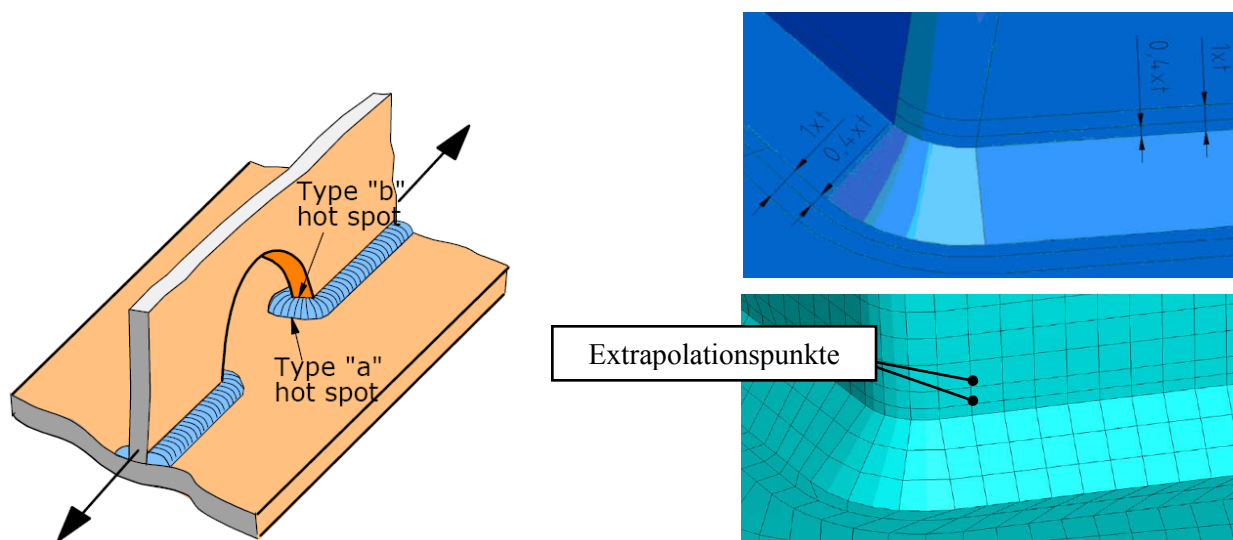 Type "b"
hot spot
Type "a"
hot spot
1xt
0,4xt
0,4xt
1xt
Extrapolationspunkte